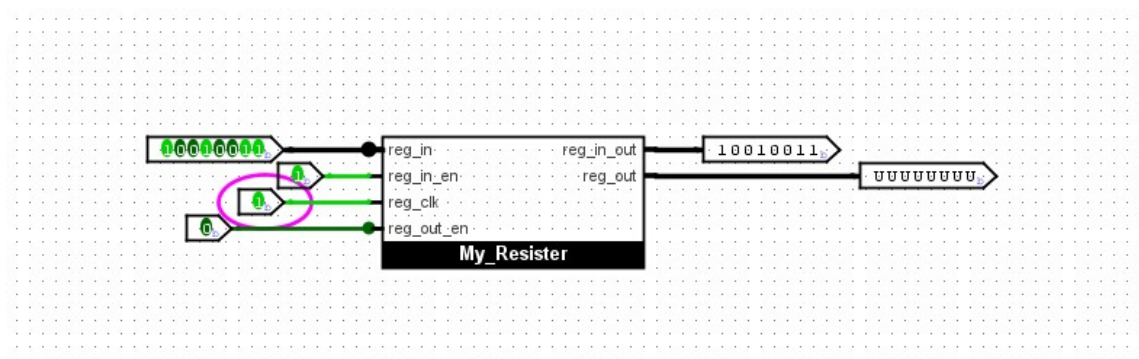 10010011 reg_in reg_in_out 10010011
1 reg_in_en reg_out UUUUUUUU
1 reg_clk
0 reg_out_en
My_Resister